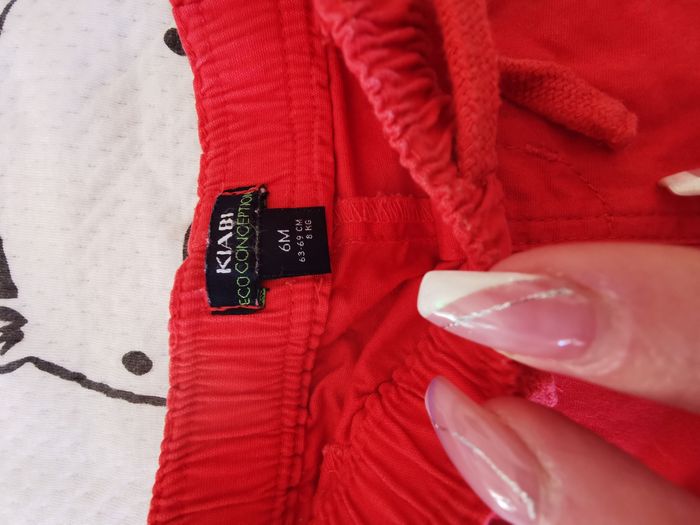 KIABI
ECO CONCEPTION
6M
63-69 CM
8 KG